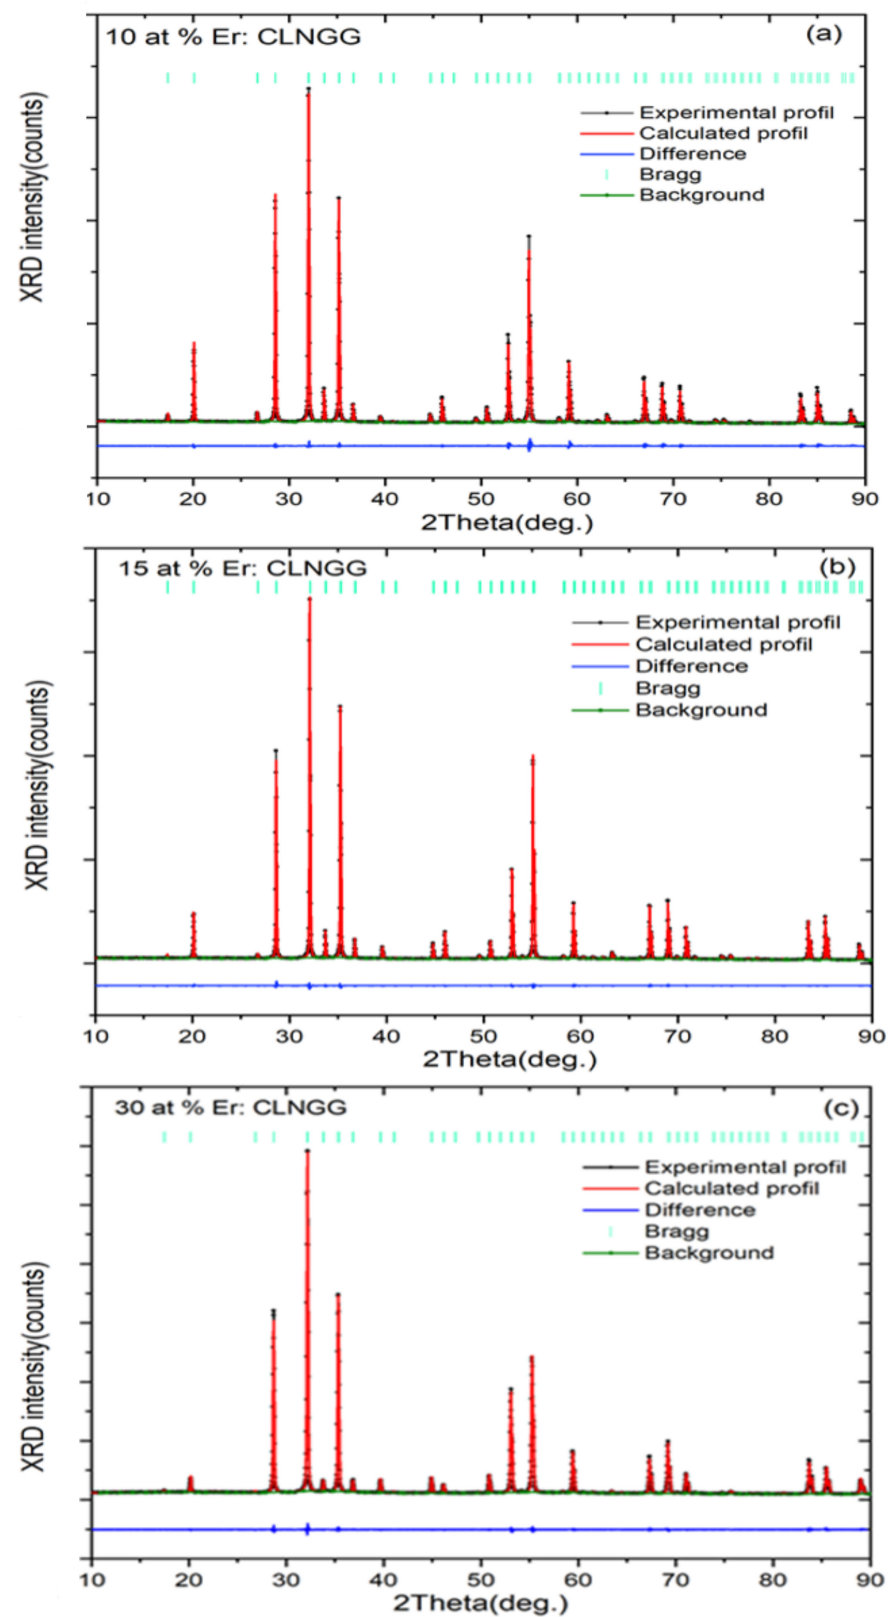 10 at % Er: CLNGG
(a)
Experimental profil
Calculated profil
Difference
Bragg
Background
XRD intensity(counts)
10 20 30 40 50 60 70 80 90
2Theta(deg.)
15 at % Er: CLNGG
(b)
Experimental profil
Calculated profil
Difference
Bragg
Background
XRD intensity(counts)
10 20 30 40 50 60 70 80 90
2Theta(deg.)
30 at % Er: CLNGG
(c)
Experimental profil
Calculated profil
Difference
Bragg
Background
XRD intensity(counts)
10 20 30 40 50 60 70 80 90
2Theta(deg.)